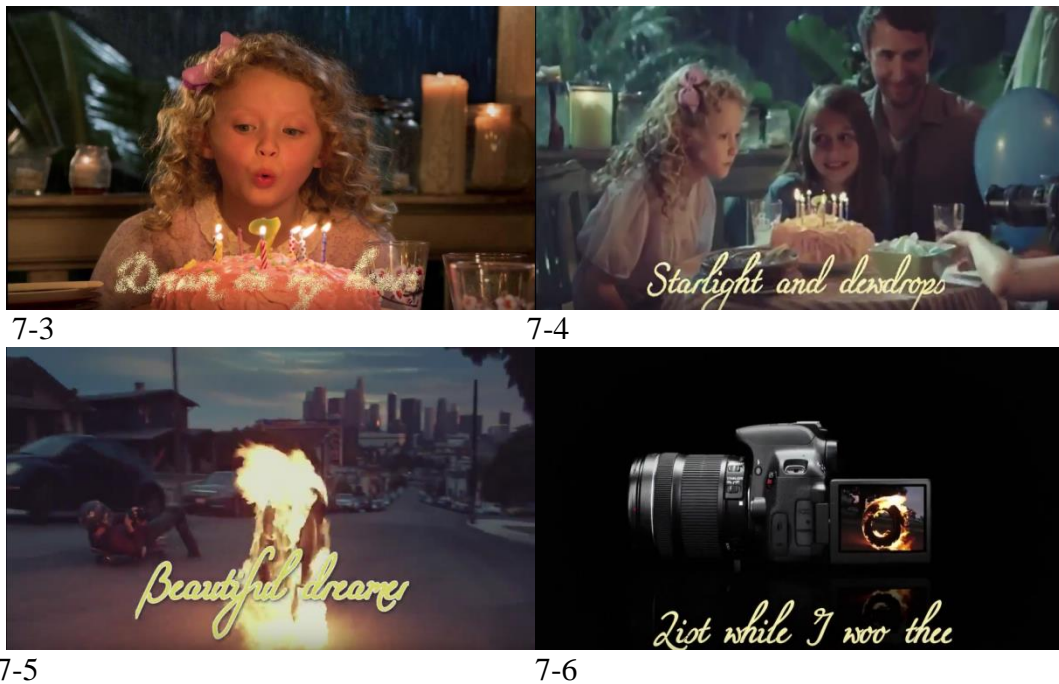 7-3
7-4
Starlight and dewdrops
7-5
Beautiful dreamer
7-6
List while I woo thee